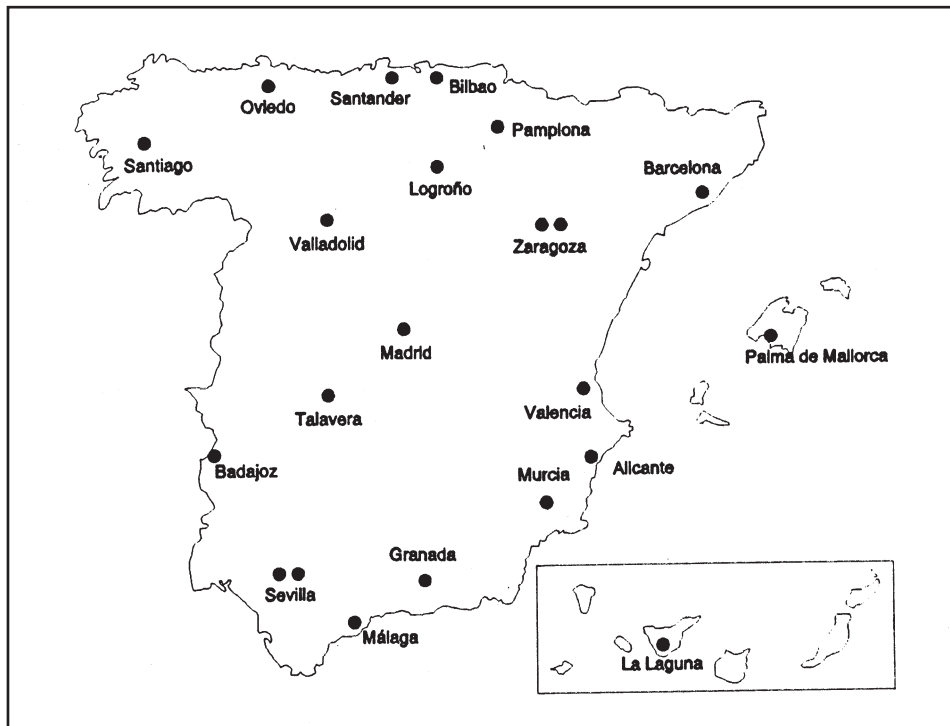 Oviedo
Santander
Bilbao
Pamplona
Santiago
Logroño
Barcelona
Valladolid
Zaragoza
Madrid
Palma de Mallorca
Talavera
Valencia
Badajoz
Murcia
Alicante
Granada
Sevilla
Málaga
La Laguna